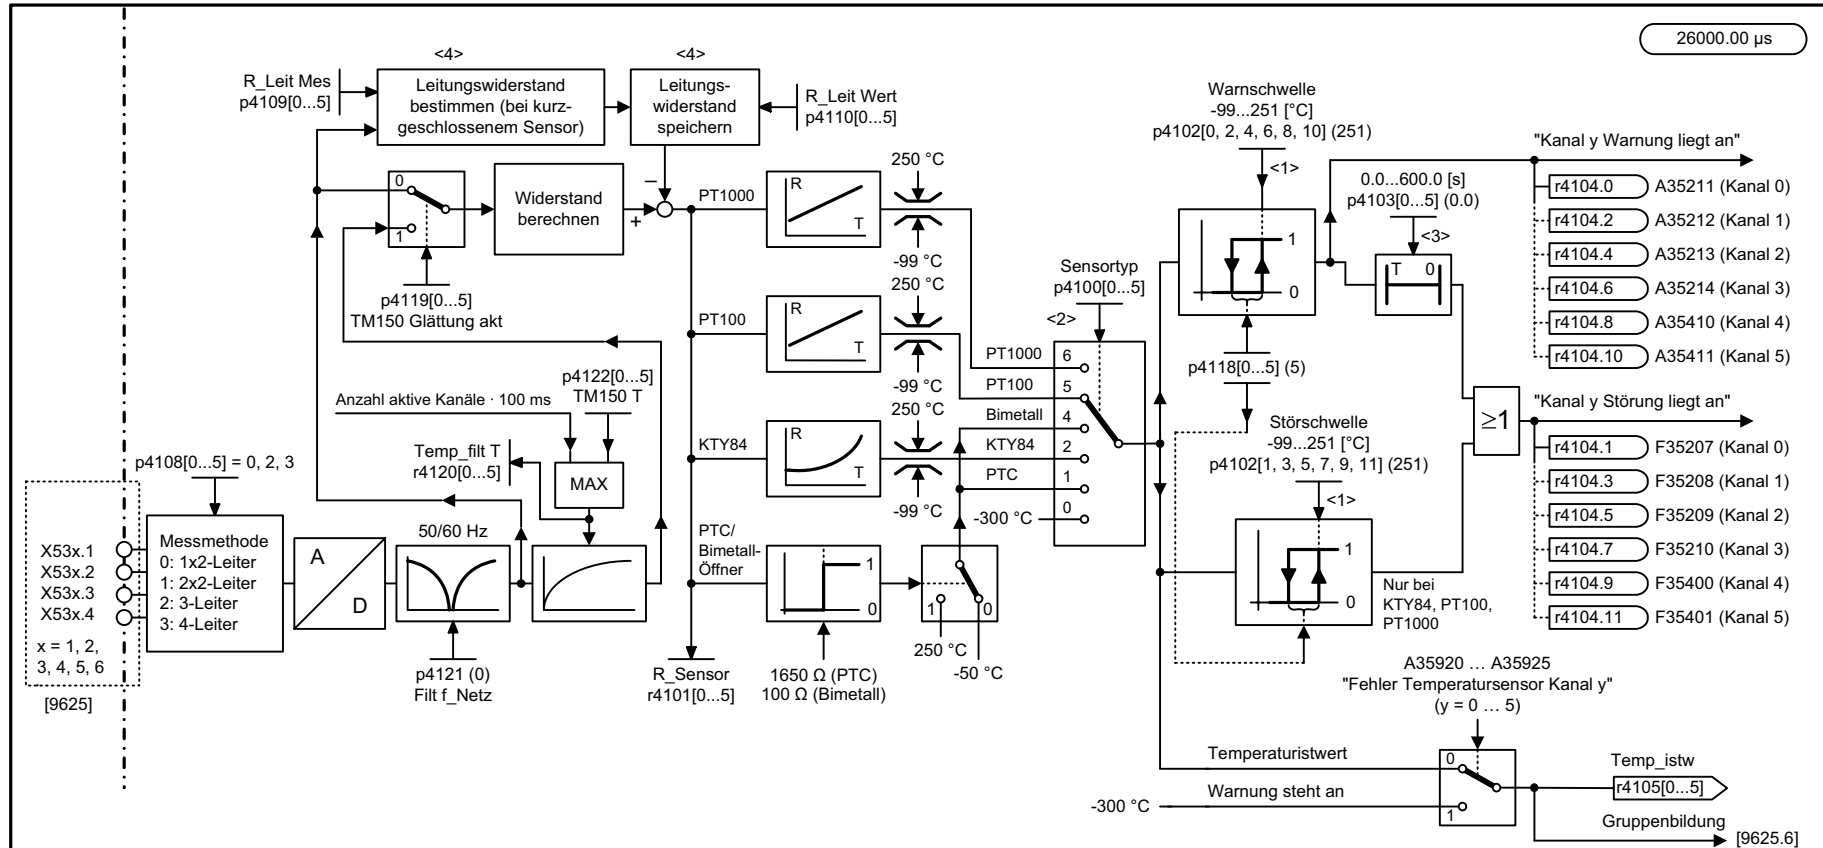 26000.00 µs
<4>
<4>
R_Leit Mes
p4109[0...5]
Leitungswiderstand
bestimmen (bei kurz-
geschlossenem Sensor)
Leitungs-
widerstand
speichern
R_Leit Wert
p4110[0...5]
0
1
Widerstand
berechnen
+
–
p4119[0...5]
TM150 Glättung akt
p4122[0...5]
TM150 T
Anzahl aktive Kanäle · 100 ms
Temp_filt T
r4120[0...5]
MAX
p4108[0...5] = 0, 2, 3
X53x.1
X53x.2
X53x.3
X53x.4
x = 1, 2,
3, 4, 5, 6
[9625]
Messmethode
0: 1x2-Leiter
1: 2x2-Leiter
2: 3-Leiter
3: 4-Leiter
A
D
50/60 Hz
p4121 (0)
Filt f_Netz
R_Sensor
r4101[0...5]
PT1000
R
T
250 °C
-99 °C
PT100
R
T
250 °C
-99 °C
KTY84
R
T
250 °C
-99 °C
PTC/
Bimetall-
Öffner
1
0
1650 Ω (PTC)
100 Ω (Bimetall)
1
0
250 °C
-50 °C
Sensortyp
p4100[0...5]
<2>
PT1000
6
PT100
5
Bimetall
4
KTY84
2
PTC
1
-300 °C
0
Warnschwelle
-99...251 [°C]
p4102[0, 2, 4, 6, 8, 10] (251)
<1>
1
0
p4118[0...5] (5)
Störschwelle
-99...251 [°C]
p4102[1, 3, 5, 7, 9, 11] (251)
<1>
1
0
Nur bei
KTY84, PT100,
PT1000
0.0...600.0 [s]
p4103[0...5] (0.0)
<3>
T 0
≥1
"Kanal y Warnung liegt an"
r4104.0 A35211 (Kanal 0)
r4104.2 A35212 (Kanal 1)
r4104.4 A35213 (Kanal 2)
r4104.6 A35214 (Kanal 3)
r4104.8 A35410 (Kanal 4)
r4104.10 A35411 (Kanal 5)
"Kanal y Störung liegt an"
r4104.1 F35207 (Kanal 0)
r4104.3 F35208 (Kanal 1)
r4104.5 F35209 (Kanal 2)
r4104.7 F35210 (Kanal 3)
r4104.9 F35400 (Kanal 4)
r4104.11 F35401 (Kanal 5)
A35920 … A35925
"Fehler Temperatursensor Kanal y"
(y = 0 … 5)
Temperaturistwert
0
-300 °C
Warnung steht an
1
Temp_istw
r4105[0...5]
Gruppenbildung
[9625.6]